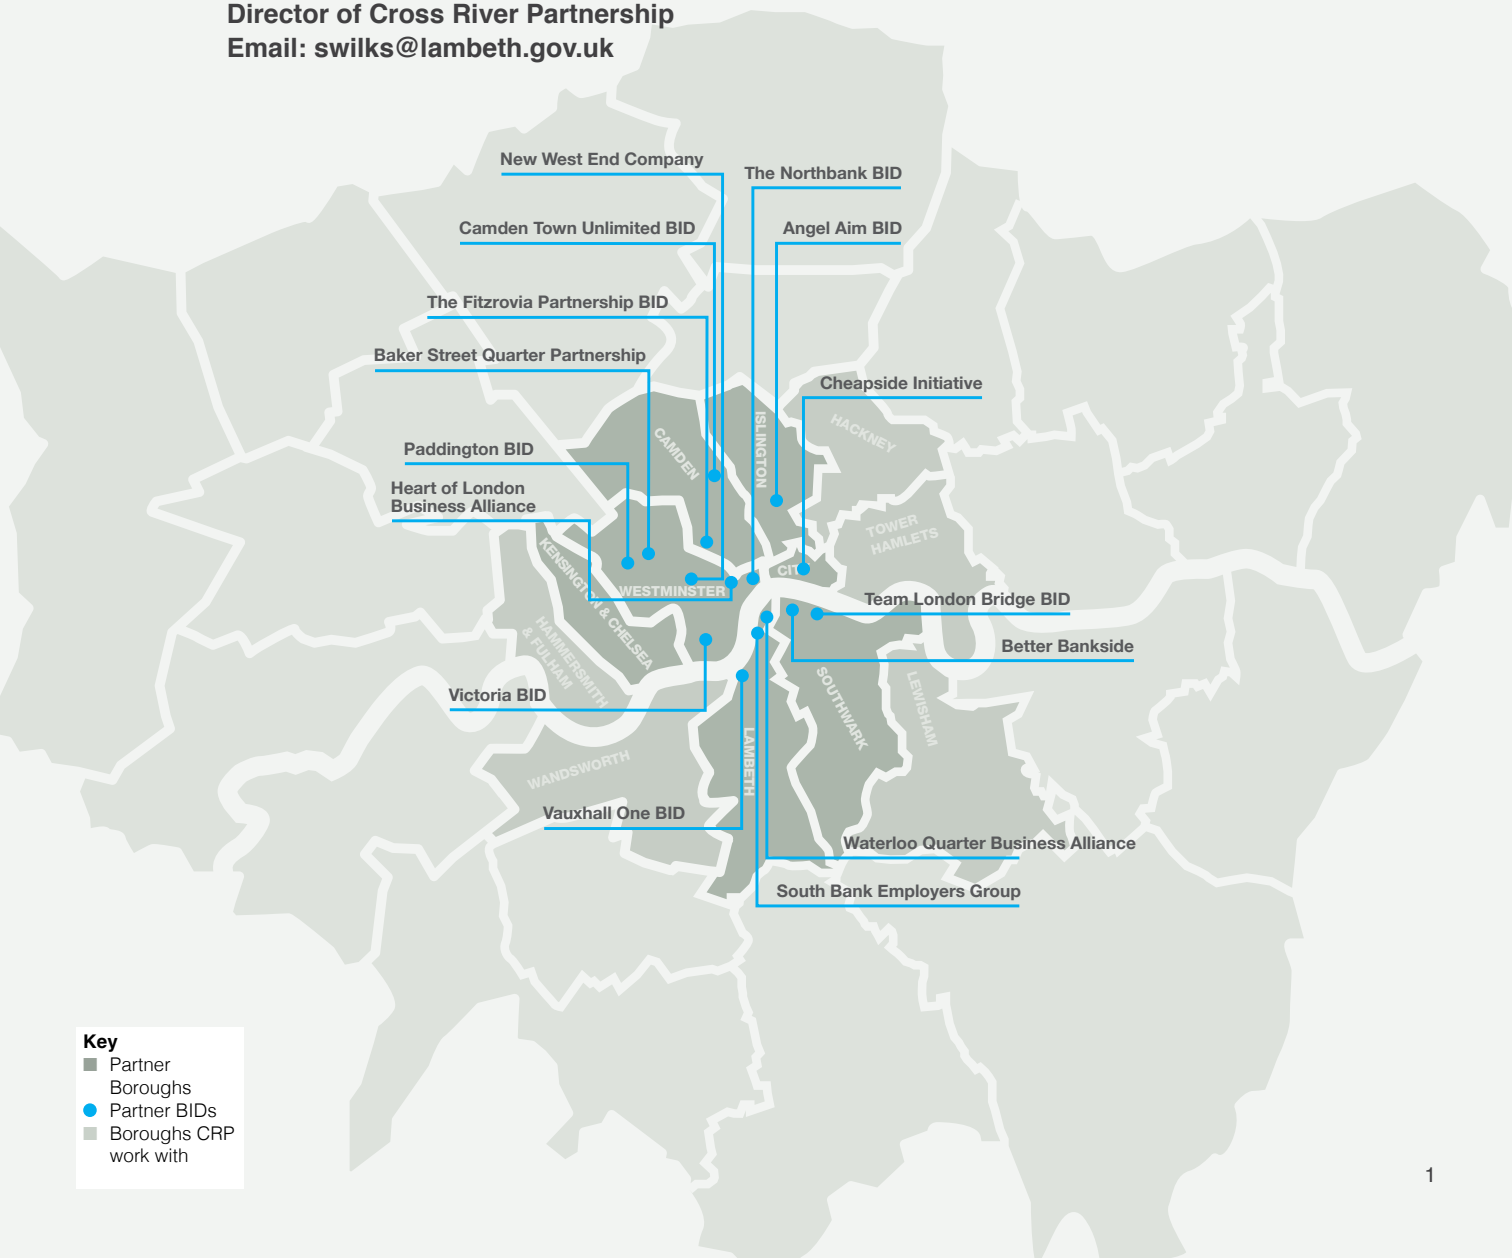 Director of Cross River Partnership
Email: swilks@lambeth.gov.uk
New West End Company
The Northbank BID
Camden Town Unlimited BID
Angel Aim BID
The Fitzrovia Partnership BID
Baker Street Quarter Partnership
Cheapside Initiative
Paddington BID
Heart of London
Business Alliance
CAMDEN
ISLINGTON
HACKNEY
TOWER
HAMLETS
KENSINGTON & CHELSEA
CITY
WESTMINSTER
HAMMERSMITH
& FULHAM
Team London Bridge BID
Better Bankside
Victoria BID
SOUTHWARK
LEWISHAM
LAMBETH
WANDSWORTH
Vauxhall One BID
Waterloo Quarter Business Alliance
South Bank Employers Group
Key
Partner
Boroughs
Partner BIDs
Boroughs CRP
work with
1